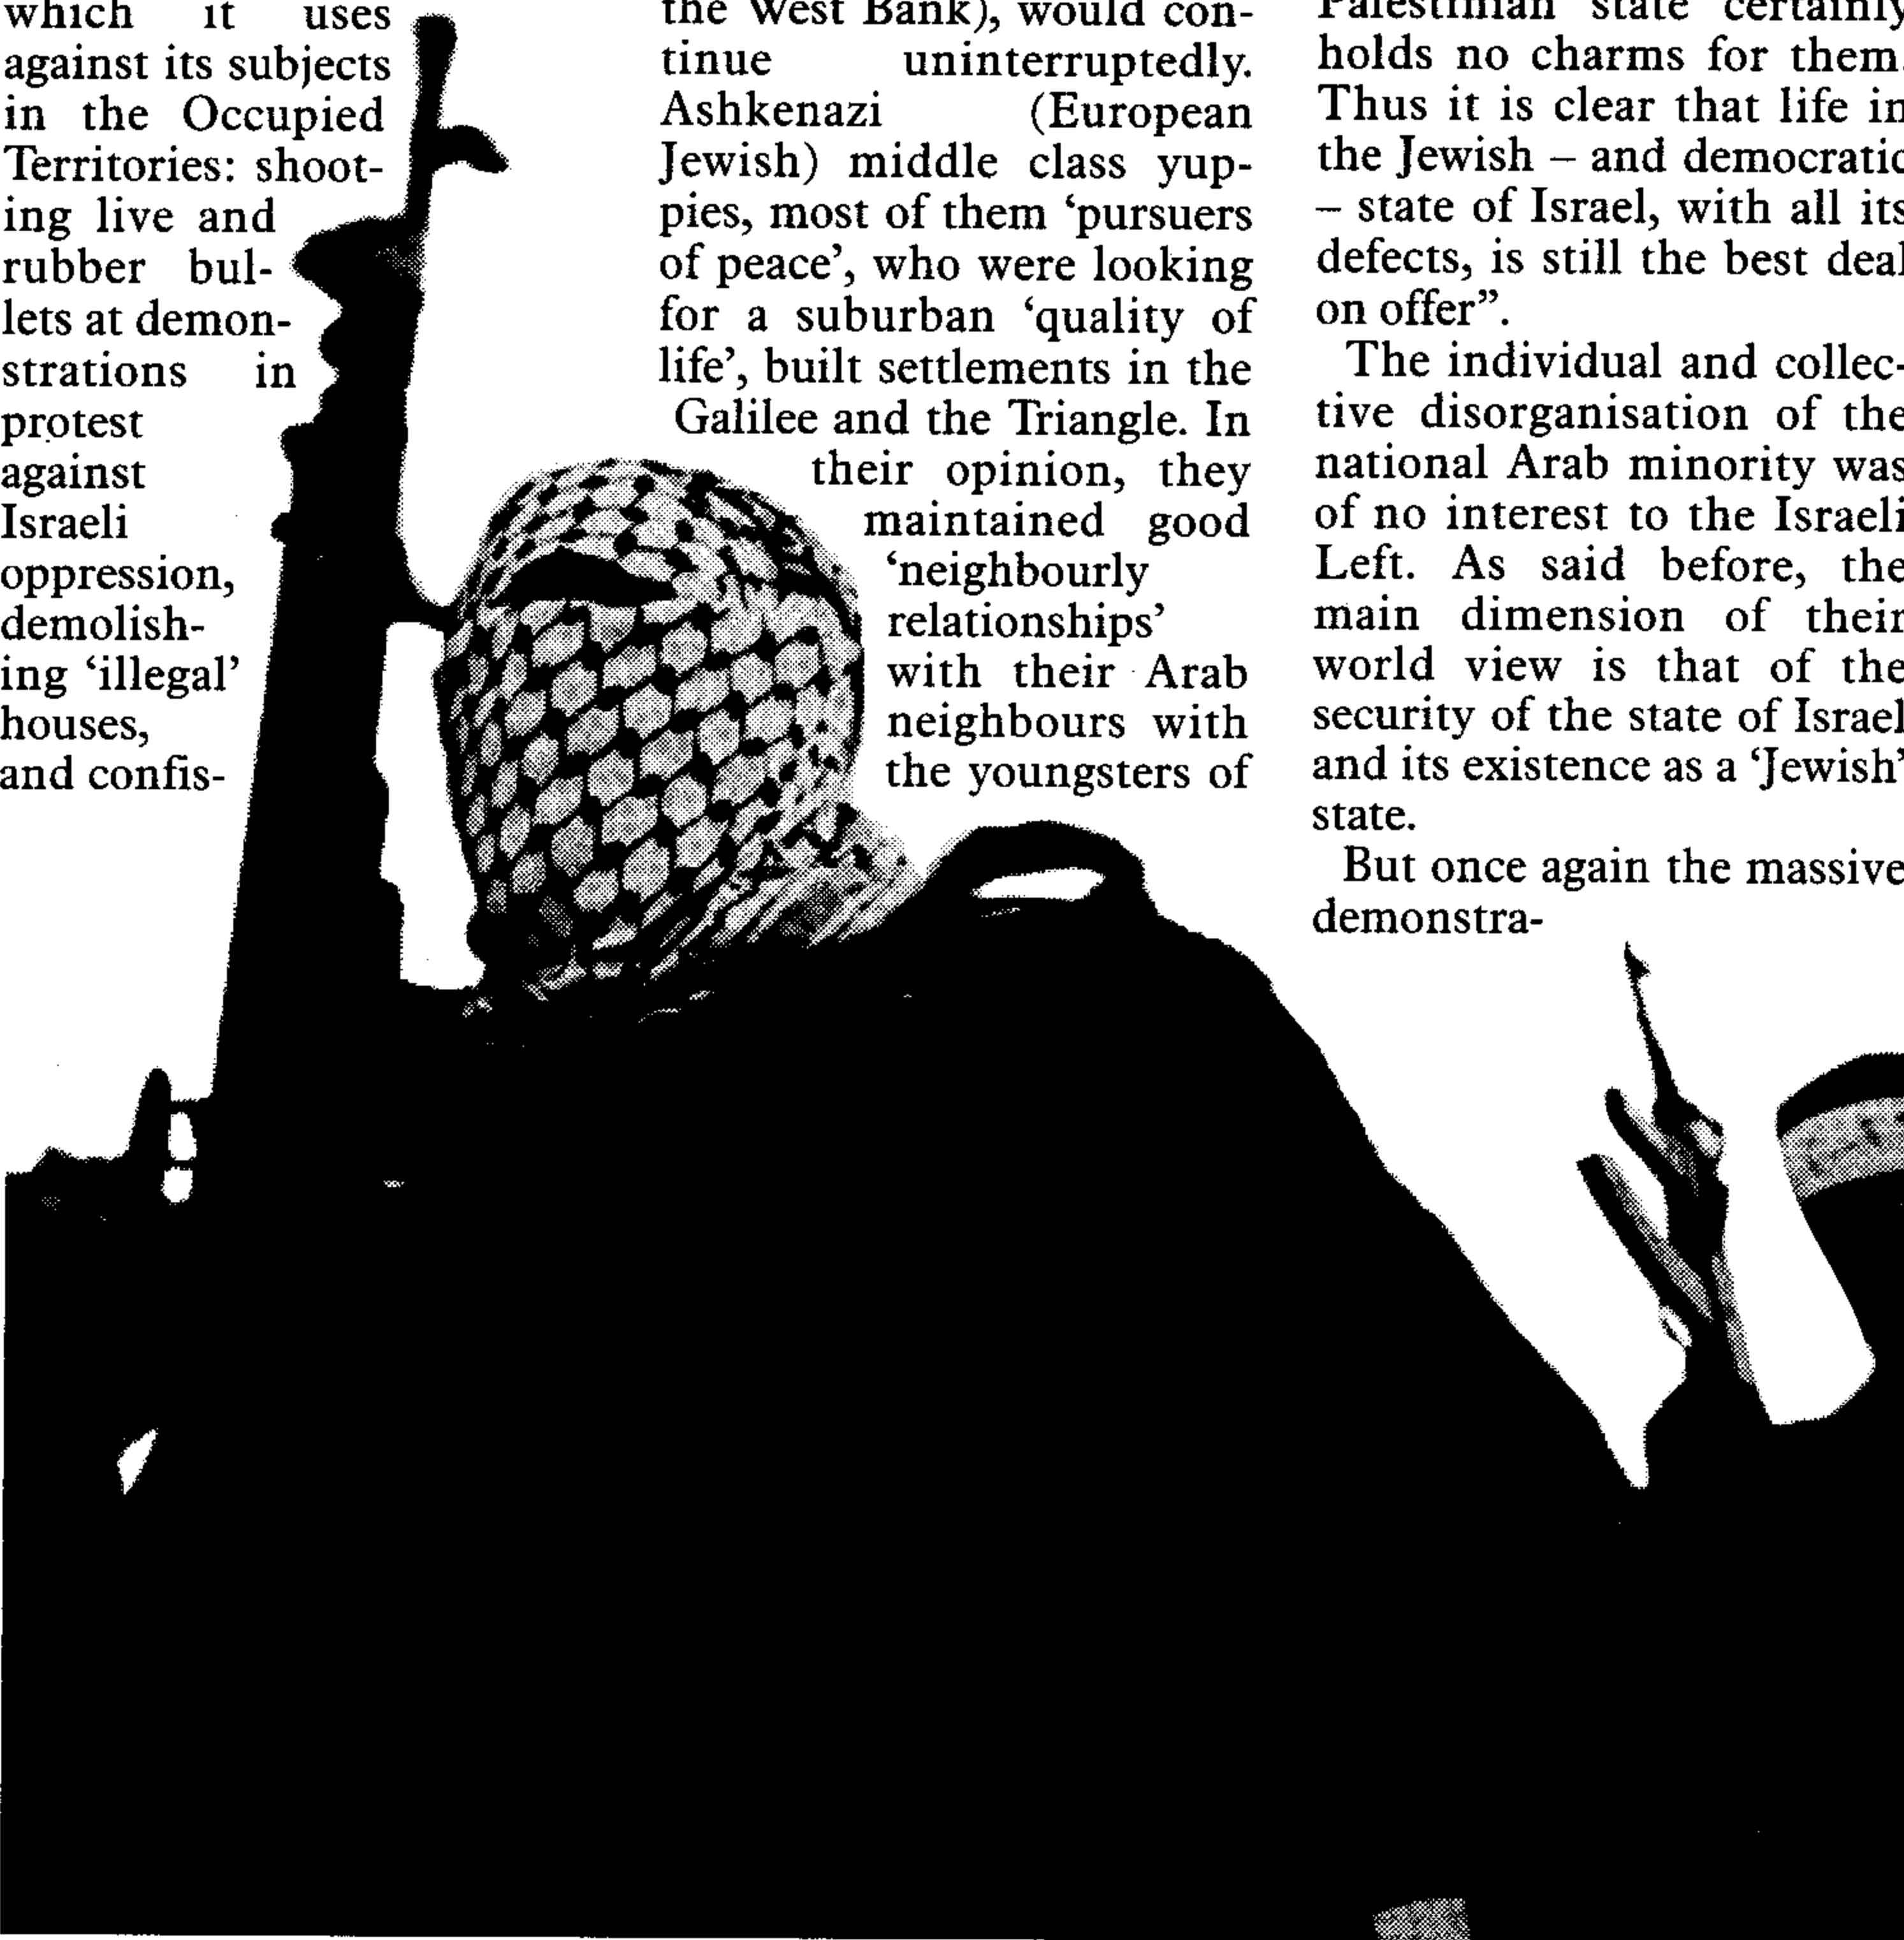 which it uses
against its subjects
in the Occupied
Territories: shoot-
ing live and
rubber bul-
lets at demon-
strations in
protest
against
Israeli
oppression,
demolish-
ing ‘illegal’
houses,
and confis-
the West Bank), would con-
tinue uninterruptedly.
Ashkenazi (European
Jewish) middle class yup-
pies, most of them ‘pursuers
of peace’, who were looking
for a suburban ‘quality of
life’, built settlements in the
Galilee and the Triangle. In
their opinion, they
maintained good
‘neighbourly
relationships’
with their Arab
neighbours with
the youngsters of
Palestinian state certainly
holds no charms for them.
Thus it is clear that life in
the Jewish – and democratic
– state of Israel, with all its
defects, is still the best deal
on offer”.
The individual and collec-
tive disorganisation of the
national Arab minority was
of no interest to the Israeli
Left. As said before, the
main dimension of their
world view is that of the
security of the state of Israel
and its existence as a ‘Jewish’
state.
But once again the massive
demonstra-